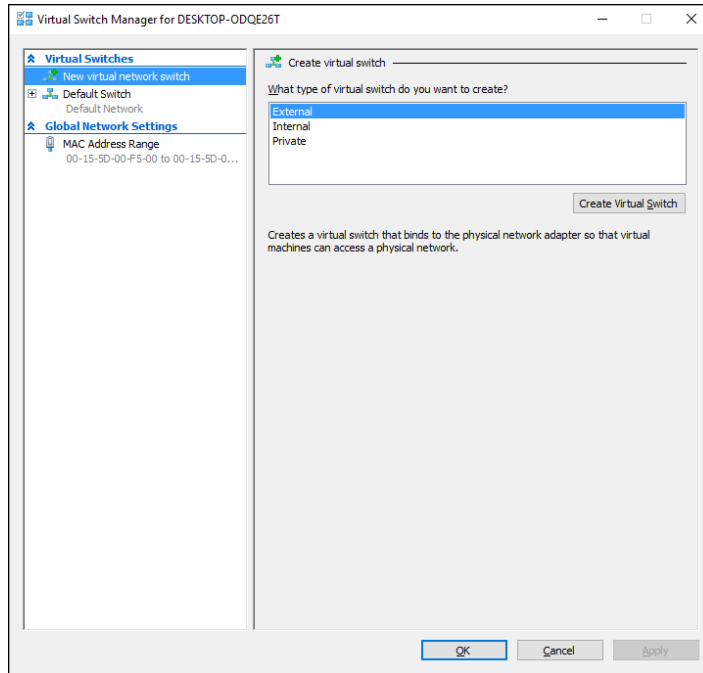 Virtual Switch Manager for DESKTOP-ODQE26T
Virtual Switches
New virtual network switch
Default Switch
Default Network
Global Network Settings
MAC Address Range
00-15-5D-00-F5-00 to 00-15-5D-0...
Create virtual switch
What type of virtual switch do you want to create?
External
Internal
Private
Create Virtual Switch
Creates a virtual switch that binds to the physical network adapter so that virtual
machines can access a physical network.
OK
Cancel
Apply